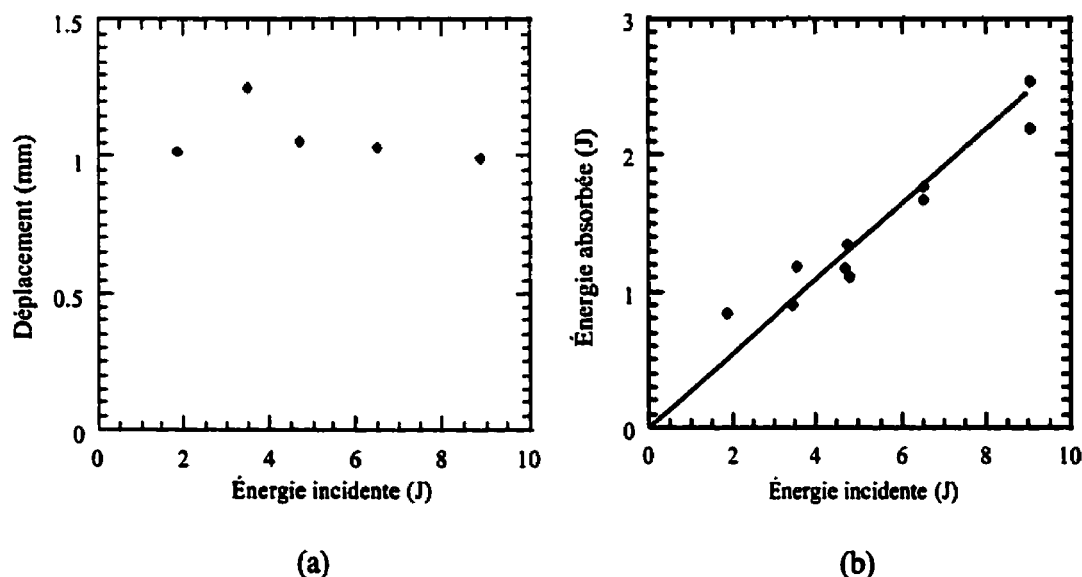 1.5
1
0.5
0
Déplacement (mm)
0 2 4 6 8 10
Énergie incidente (J)
(a)
3
2
1
0
Énergie absorbée (J)
0 2 4 6 8 10
Énergie incidente (J)
(b)